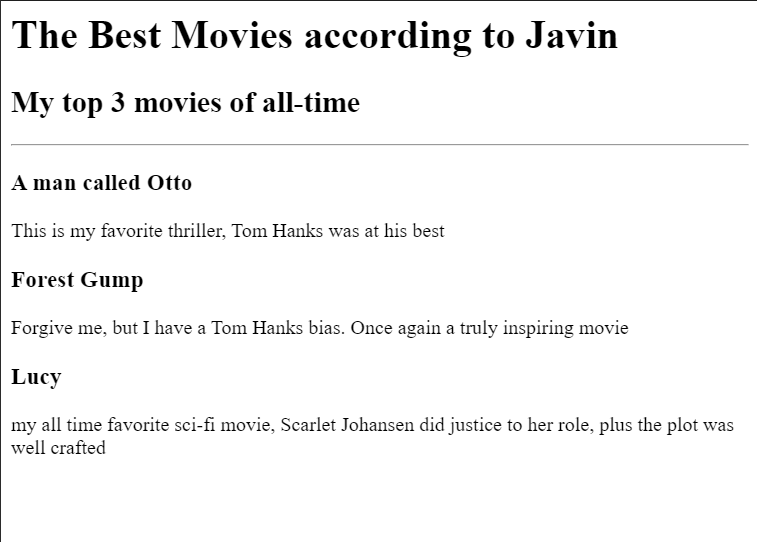 The Best Movies according to Javin
My top 3 movies of all-time
A man called Otto
This is my favorite thriller, Tom Hanks was at his best
Forest Gump
Forgive me, but I have a Tom Hanks bias. Once again a truly inspiring movie
Lucy
my all time favorite sci-fi movie, Scarlet Johansen did justice to her role, plus the plot was
well crafted